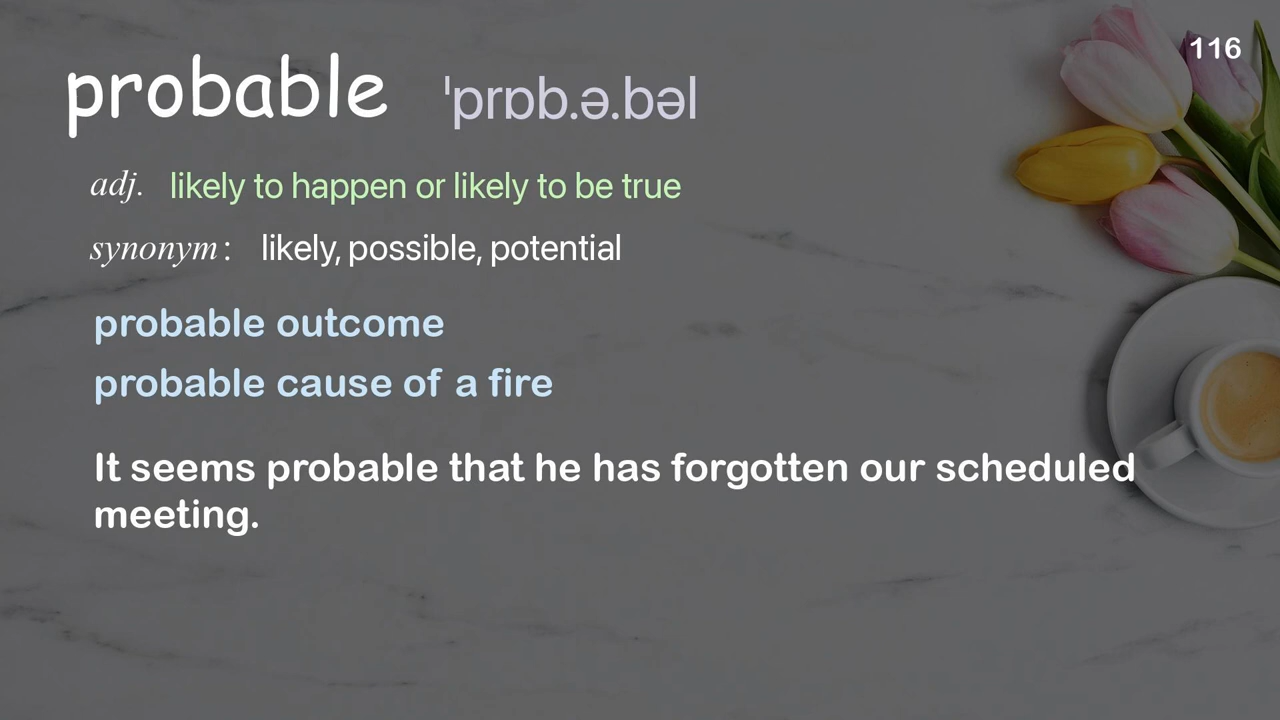 116
probable ˈprɒb.ə.bəl
adj. likely to happen or likely to be true
synonym: likely, possible, potential
probable outcome
probable cause of a fire
It seems probable that he has forgotten our scheduled
meeting.